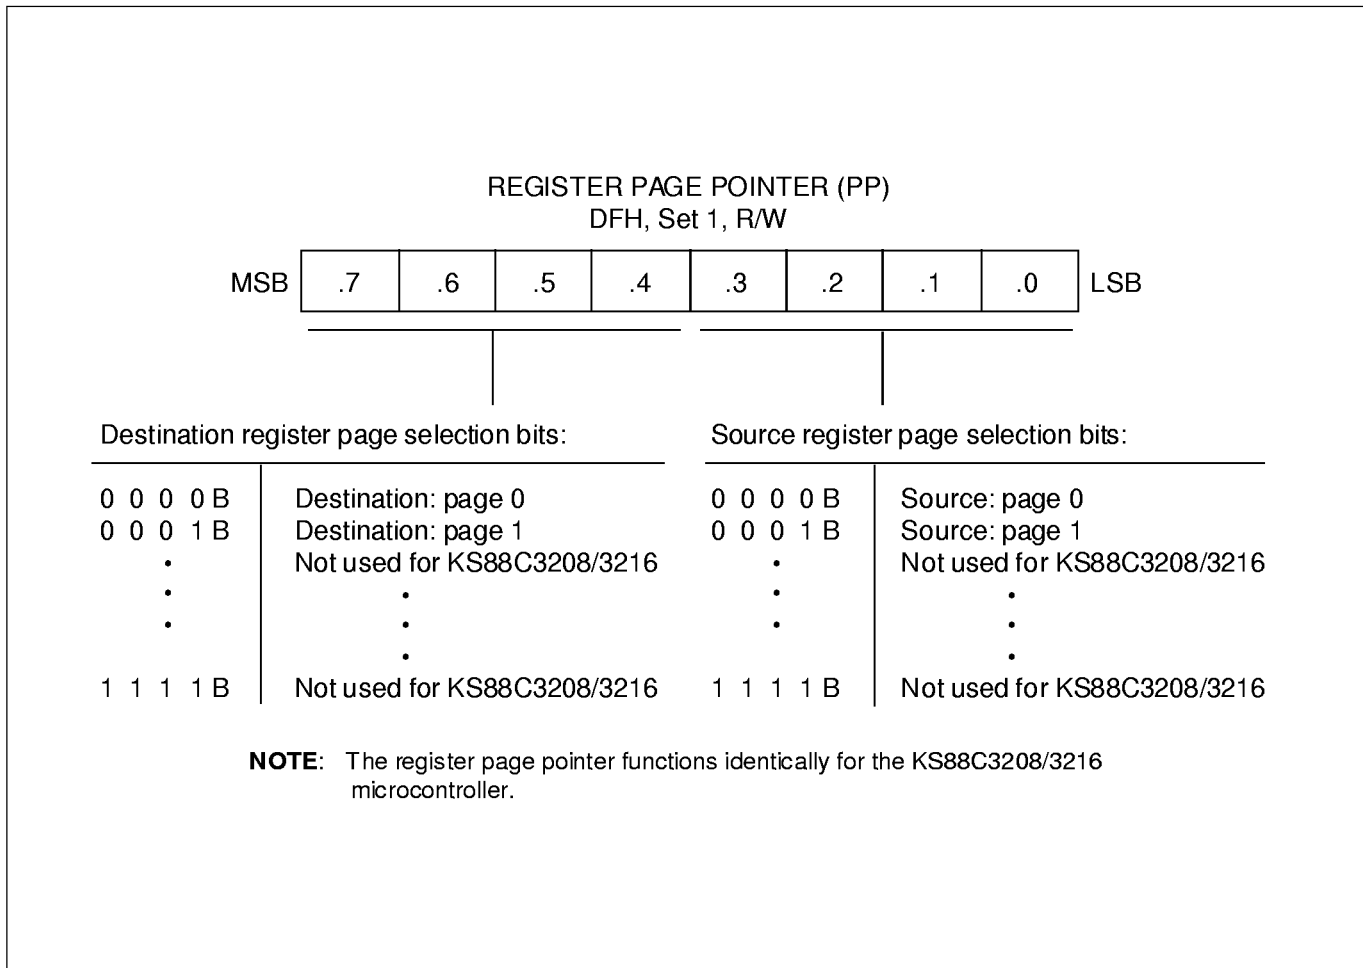 REGISTER PAGE POINTER (PP)
DFH, Set 1, R/W
MSB .7 .6 .5 .4 .3 .2 .1 .0 LSB
Destination register page selection bits:
0 0 0 0 B Destination: page 0
0 0 0 1 B Destination: page 1
Not used for KS88C3208/3216
1 1 1 1 B Not used for KS88C3208/3216
Source register page selection bits:
0 0 0 0 B Source: page 0
0 0 0 1 B Source: page 1
Not used for KS88C3208/3216
1 1 1 1 B Not used for KS88C3208/3216
NOTE: The register page pointer functions identically for the KS88C3208/3216
microcontroller.